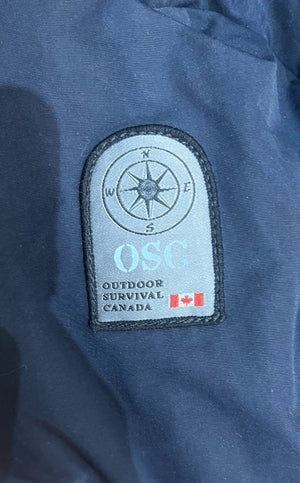 N
W E
S
OSC
OUTDOOR
SURVIVAL
CANADA